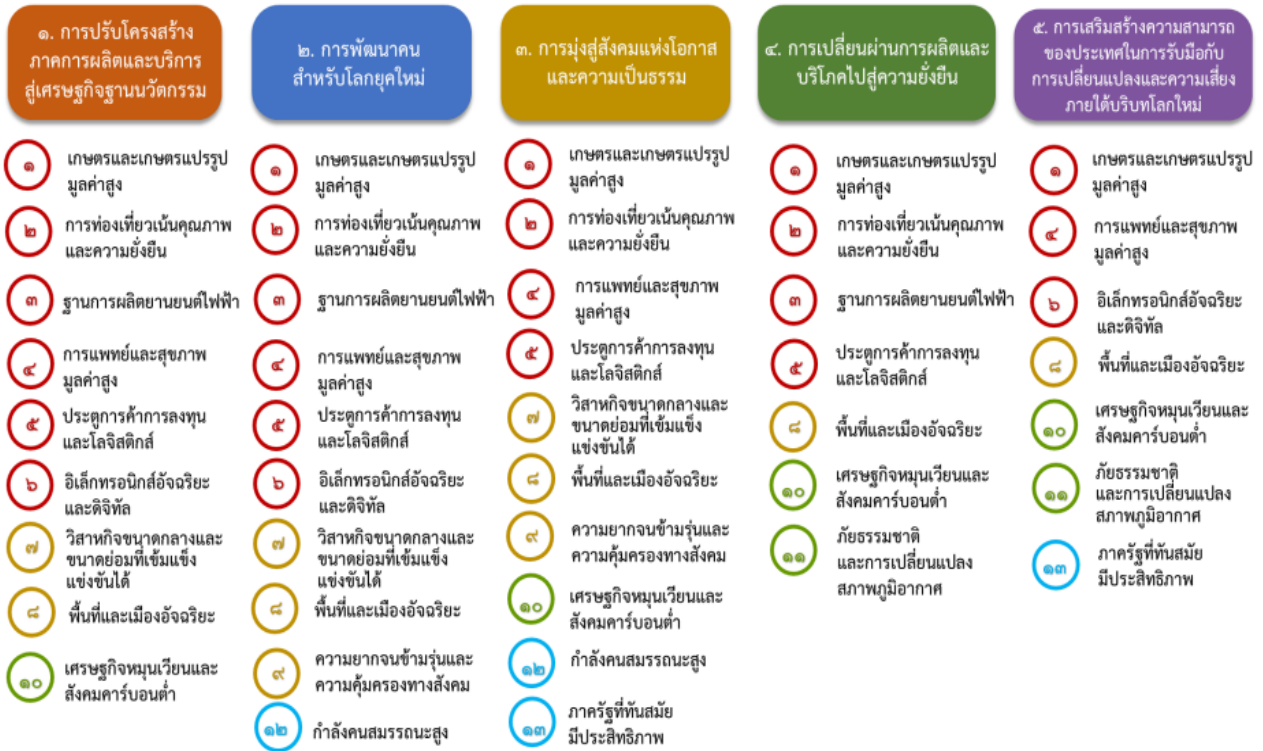 ๑. การปรับโครงสร้าง
ภาคการผลิตและบริการ
สู่เศรษฐกิจฐานนวัตกรรม
๑
เกษตรและเกษตรแปรรูป
มูลค่าสูง
๒
การท่องเที่ยวเน้นคุณภาพ
และความยั่งยืน
๓
ฐานการผลิตยานยนต์ไฟฟ้า
๔
การแพทย์และสุขภาพ
มูลค่าสูง
๕
ประตูการค้าการลงทุน
และโลจิสติกส์
๖
อิเล็กทรอนิกส์อัจฉริยะ
และดิจิทัล
๗
วิสาหกิจขนาดกลางและ
ขนาดย่อมที่เข้มแข็ง
แข่งขันได้
๘
พื้นที่และเมืองอัจฉริยะ
๑๐
เศรษฐกิจหมุนเวียนและ
สังคมคาร์บอนต่ำ
๒. การพัฒนาคน
สำหรับโลกยุคใหม่
๑
เกษตรและเกษตรแปรรูป
มูลค่าสูง
๒
การท่องเที่ยวเน้นคุณภาพ
และความยั่งยืน
๓
ฐานการผลิตยานยนต์ไฟฟ้า
๔
การแพทย์และสุขภาพ
มูลค่าสูง
๕
ประตูการค้าการลงทุน
และโลจิสติกส์
๖
อิเล็กทรอนิกส์อัจฉริยะ
และดิจิทัล
๗
วิสาหกิจขนาดกลางและ
ขนาดย่อมที่เข้มแข็ง
แข่งขันได้
๘
พื้นที่และเมืองอัจฉริยะ
๙
ความยากจนข้ามรุ่นและ
ความคุ้มครองทางสังคม
๑๒
กำลังคนสมรรถนะสูง
๓. การมุ่งสู่สังคมแห่งโอกาส
และความเป็นธรรม
๑
เกษตรและเกษตรแปรรูป
มูลค่าสูง
๒
การท่องเที่ยวเน้นคุณภาพ
และความยั่งยืน
๔
การแพทย์และสุขภาพ
มูลค่าสูง
๕
ประตูการค้าการลงทุน
และโลจิสติกส์
๗
วิสาหกิจขนาดกลางและ
ขนาดย่อมที่เข้มแข็ง
แข่งขันได้
๘
พื้นที่และเมืองอัจฉริยะ
๙
ความยากจนข้ามรุ่นและ
ความคุ้มครองทางสังคม
๑๐
เศรษฐกิจหมุนเวียนและ
สังคมคาร์บอนต่ำ
๑๒
กำลังคนสมรรถนะสูง
๑๓
ภาครัฐที่ทันสมัย
มีประสิทธิภาพ
๔. การเปลี่ยนผ่านการผลิตและ
บริโภคไปสู่ความยั่งยืน
๑
เกษตรและเกษตรแปรรูป
มูลค่าสูง
๒
การท่องเที่ยวเน้นคุณภาพ
และความยั่งยืน
๓
ฐานการผลิตยานยนต์ไฟฟ้า
๕
ประตูการค้าการลงทุน
และโลจิสติกส์
๘
พื้นที่และเมืองอัจฉริยะ
๑๐
เศรษฐกิจหมุนเวียนและ
สังคมคาร์บอนต่ำ
๑๑
ภัยธรรมชาติ
และการเปลี่ยนแปลง
สภาพภูมิอากาศ
๕. การเสริมสร้างความสามารถ
ของประเทศในการรับมือกับ
การเปลี่ยนแปลงและความเสี่ยง
ภายใต้บริบทโลกใหม่
๑
เกษตรและเกษตรแปรรูป
มูลค่าสูง
๔
การแพทย์และสุขภาพ
มูลค่าสูง
๖
อิเล็กทรอนิกส์อัจฉริยะ
และดิจิทัล
๘
พื้นที่และเมืองอัจฉริยะ
๑๐
เศรษฐกิจหมุนเวียนและ
สังคมคาร์บอนต่ำ
๑๑
ภัยธรรมชาติ
และการเปลี่ยนแปลง
สภาพภูมิอากาศ
๑๓
ภาครัฐที่ทันสมัย
มีประสิทธิภาพ